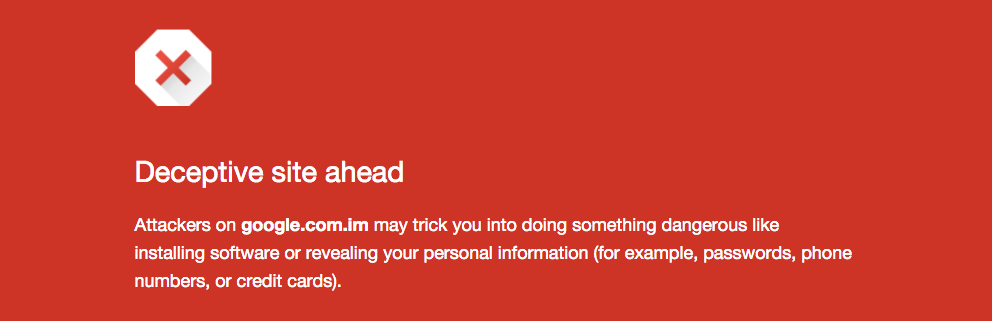 Deceptive site ahead
Attackers on google.com.im may trick you into doing something dangerous like
installing software or revealing your personal information (for example, passwords, phone
numbers, or credit cards).